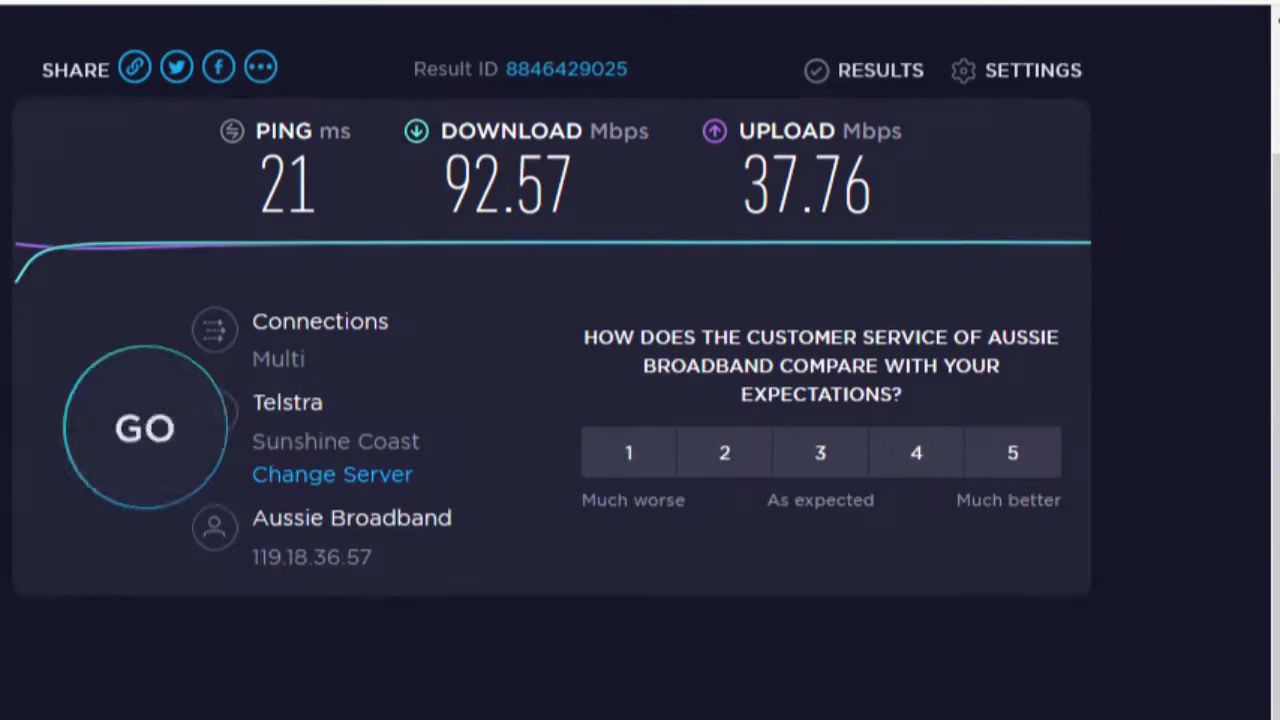 SHARE
Result ID 8846429025
RESULTS
SETTINGS
PING ms
DOWNLOAD Mbps
UPLOAD Mbps
21
92.57
37.76
Connections
Multi
Telstra
Sunshine Coast
Change Server
Aussie Broadband
119.18.36.57
GO
HOW DOES THE CUSTOMER SERVICE OF AUSSIE
BROADBAND COMPARE WITH YOUR
EXPECTATIONS?
1 2 3 4 5
Much worse As expected Much better